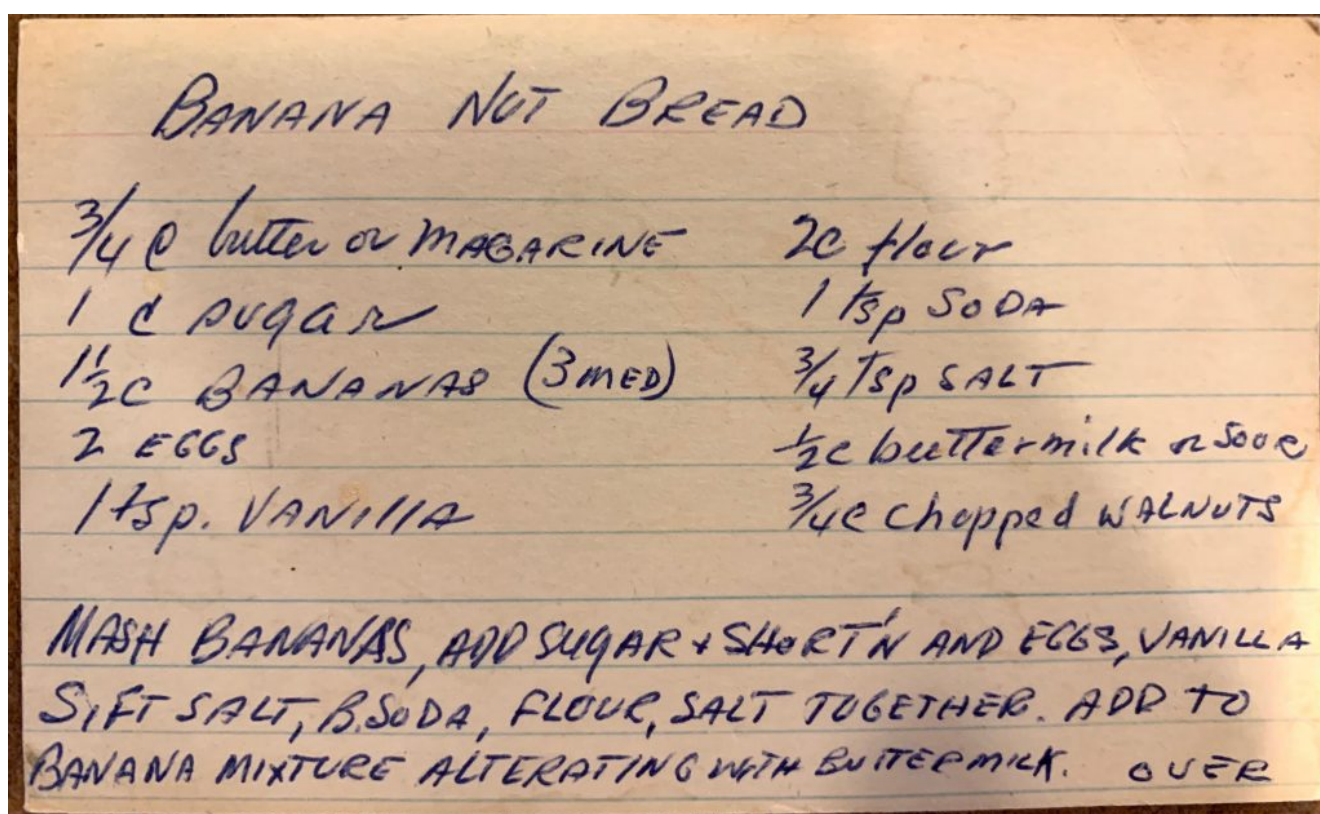 BANANA NUT BREAD
3/4 c butter or MAGARINE
1 c sugar
1 1/2 c BANANAS (3 MED)
2 EGGS
1 tsp. VANILLA
2c flour
1 tsp SODA
3/4 Tsp SALT
1/2 c buttermilk or SOUR
3/4 c chopped WALNUTS
MASH BANANAS, ADD SUGAR + SHORT'N AND EGGS, VANILLA
SIFT SALT, B.SODA, FLOUR, SALT TOGETHER. ADD TO
BANANA MIXTURE ALTERATING WITH BUTTERMILK. OVER